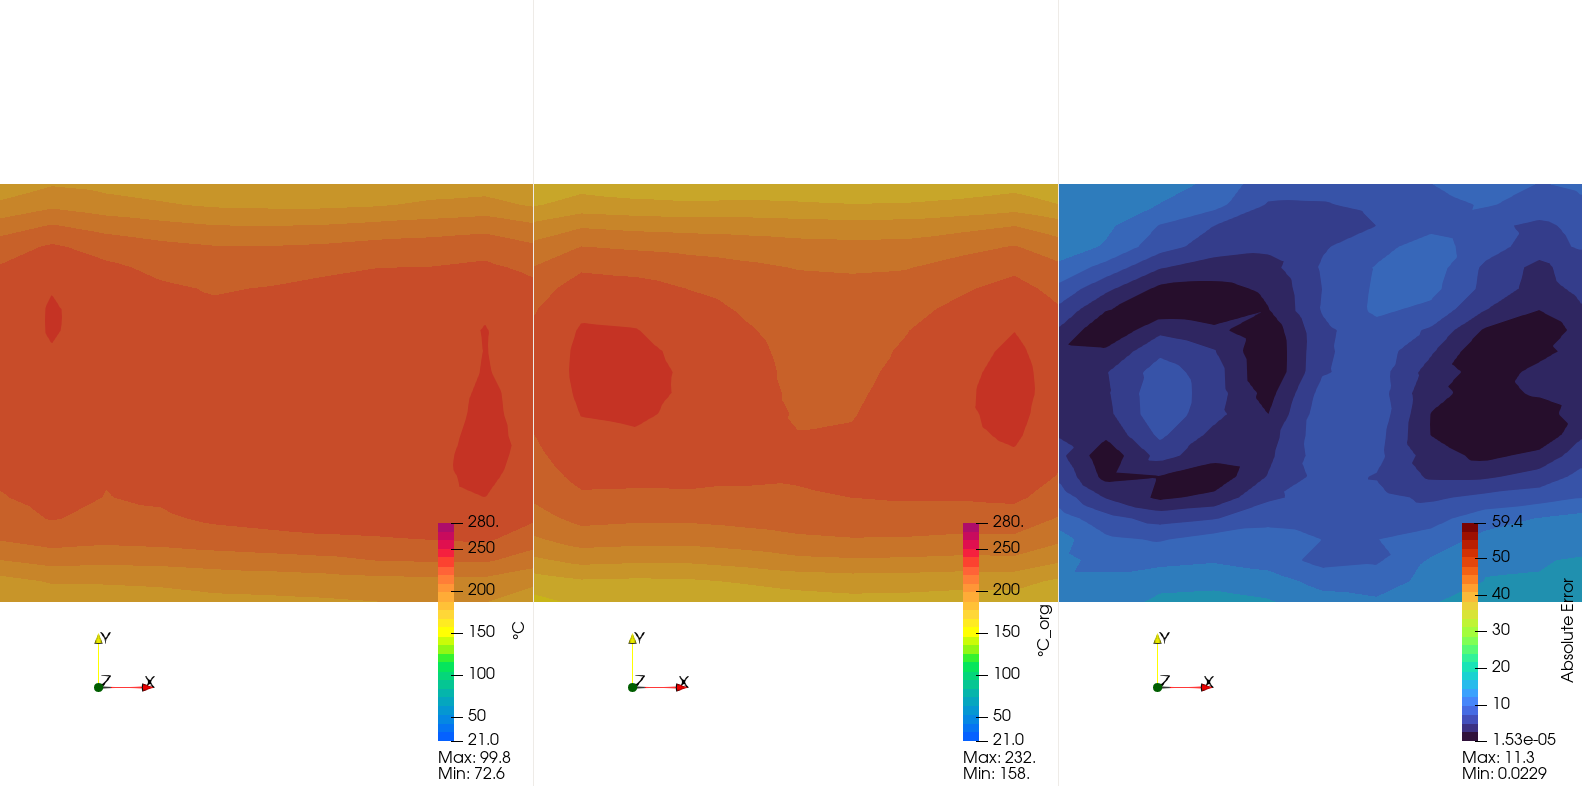 280.
250
200
150
100
50
21.0
°C
Max: 99.8
Min: 72.6
Y
Z
X
280.
250
200
150
100
50
21.0
°C_org
Max: 232.
Min: 158.
Y
Z
X
59.4
50
40
30
20
10
1.53e-05
Absolute Error
Max: 11.3
Min: 0.0229
Y
Z
X